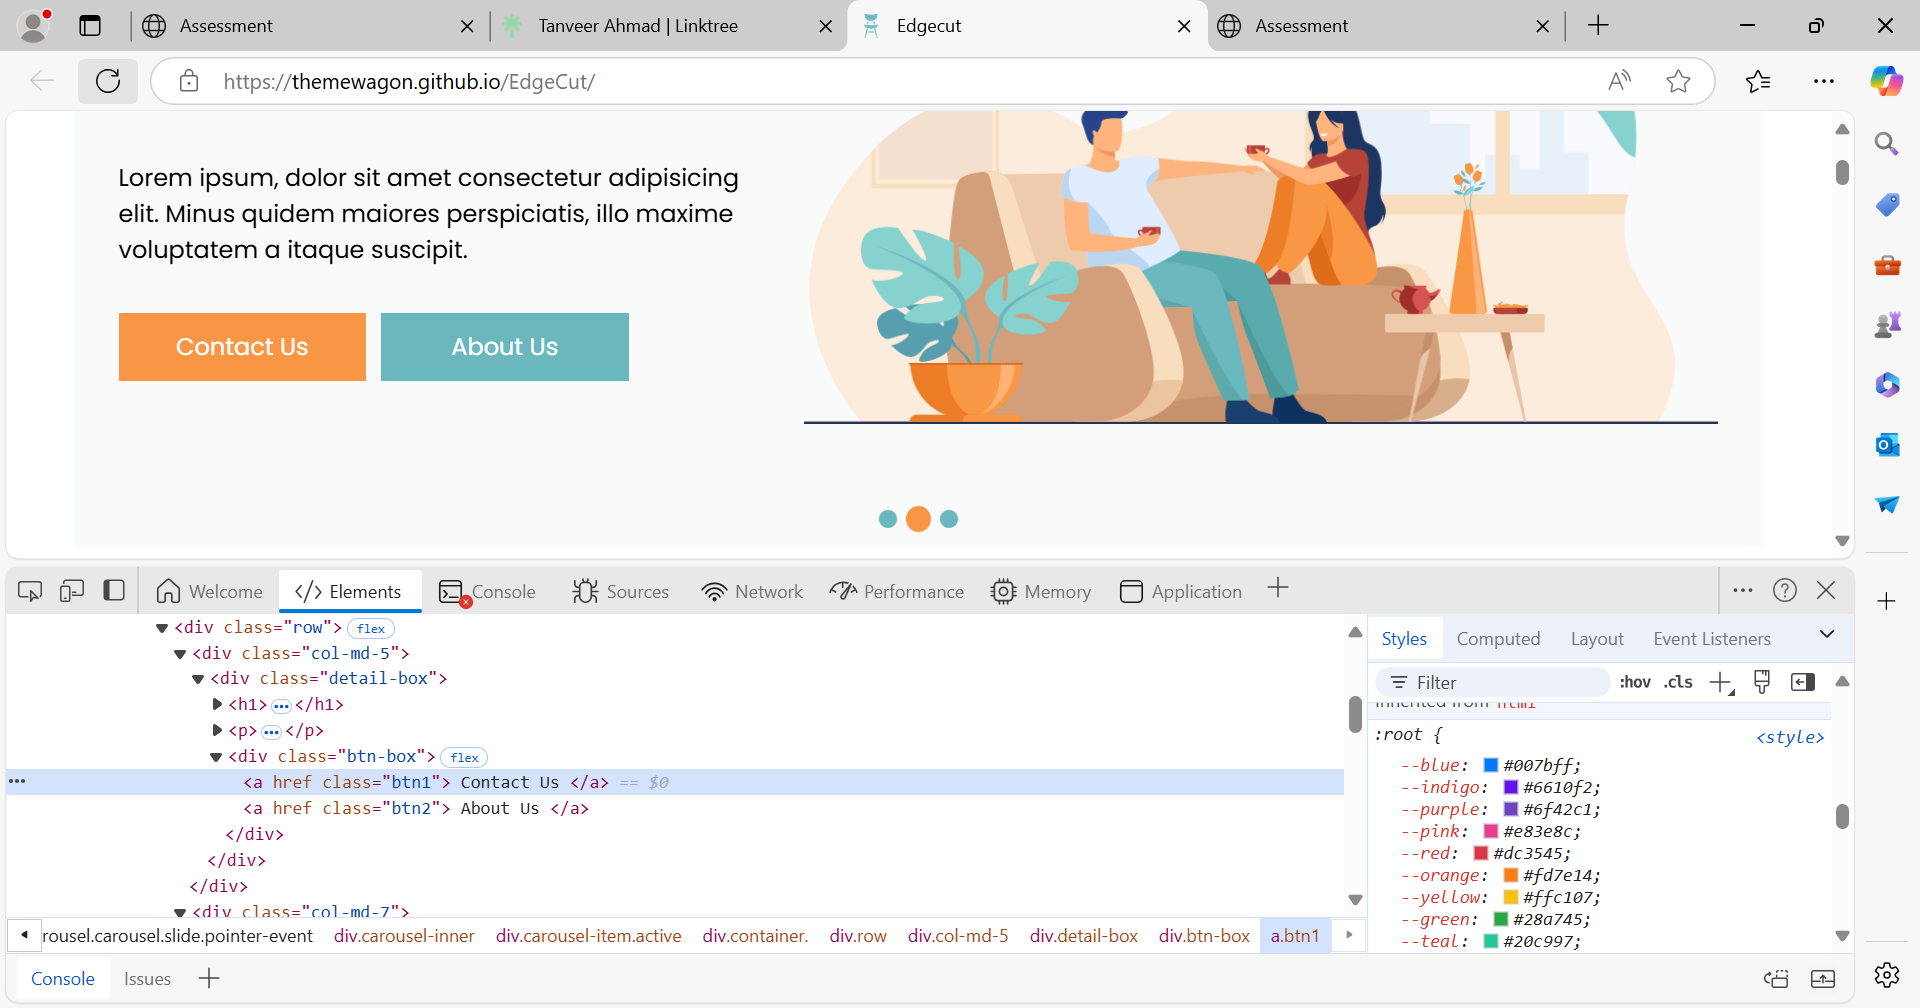 Assessment
Tanveer Ahmad | Linktree
Edgecut
Assessment
https://themewagon.github.io/EdgeCut/
Lorem ipsum, dolor sit amet consectetur adipisicing
elit. Minus quidem maiores perspiciatis, illo maxime
voluptatem a itaque suscipit.
Contact Us
About Us
Welcome
Elements
Console
Sources
Network
Performance
Memory
Application
<div class="row"> flex
<div class="col-md-5">
<div class="detail-box">
<h1>…</h1>
<p>…</p>
<div class="btn-box"> flex
<a href class="btn1"> Contact Us </a> == $0
<a href class="btn2"> About Us </a>
</div>
</div>
</div>
<div class="col-md-7">
rousel.carousel.slide.pointer-event div.carousel-inner div.carousel-item.active div.container. div.row div.col-md-5 div.detail-box div.btn-box a.btn1
Styles Computed Layout Event Listeners
Filter :hov .cls
Inherited from html
:root { <style>
--blue: #007bff;
--indigo: #6610f2;
--purple: #6f42c1;
--pink: #e83e8c;
--red: #dc3545;
--orange: #fd7e14;
--yellow: #ffc107;
--green: #28a745;
--teal: #20c997;
Console Issues